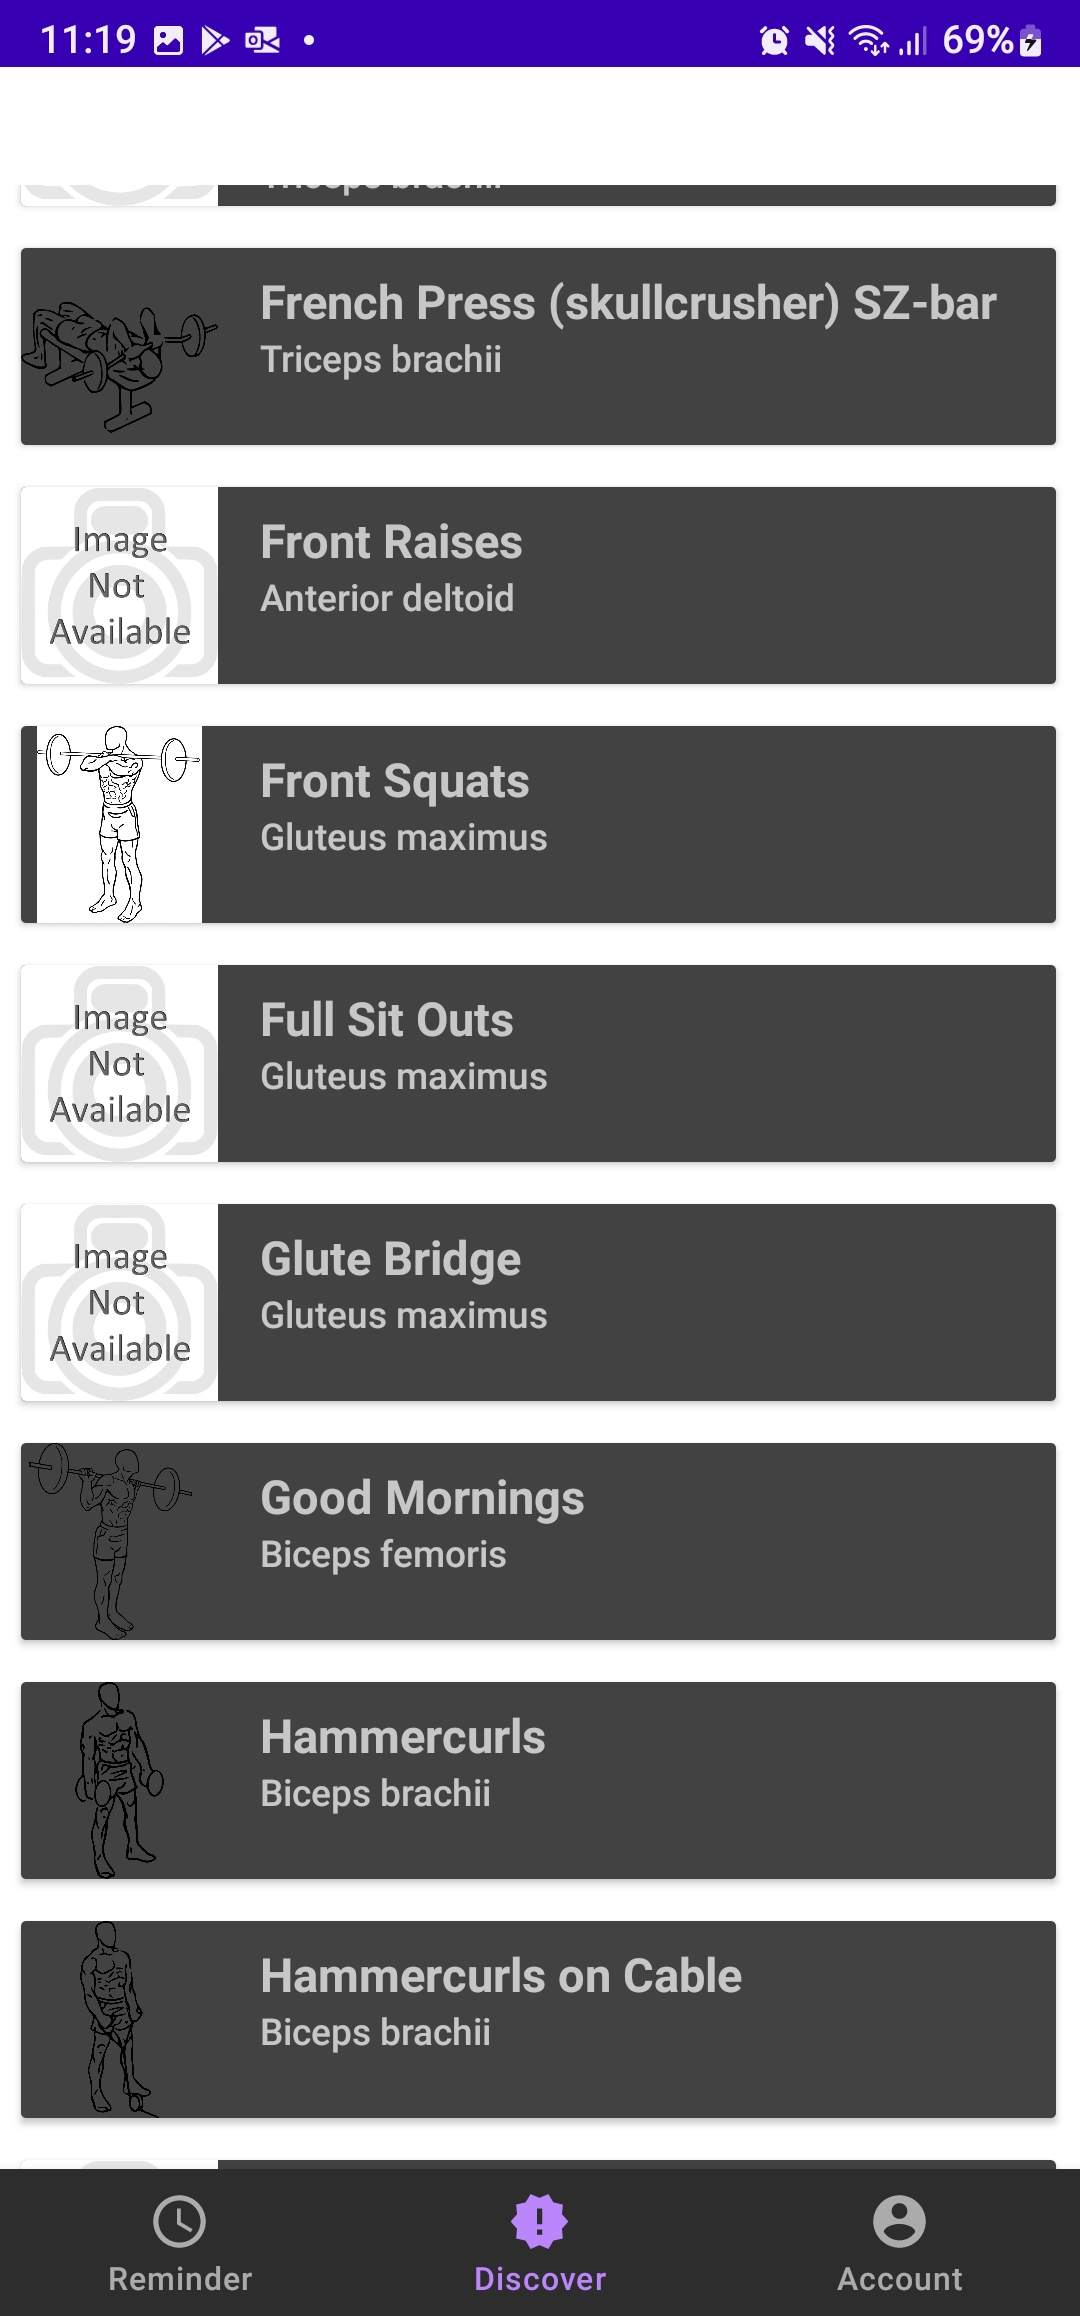 11:19
69%
Triceps brachii
French Press (skullcrusher) SZ-bar
Triceps brachii
Image
Not
Available
Front Raises
Anterior deltoid
Front Squats
Gluteus maximus
Image
Not
Available
Full Sit Outs
Gluteus maximus
Image
Not
Available
Glute Bridge
Gluteus maximus
Good Mornings
Biceps femoris
Hammercurls
Biceps brachii
Hammercurls on Cable
Biceps brachii
Reminder
Discover
Account